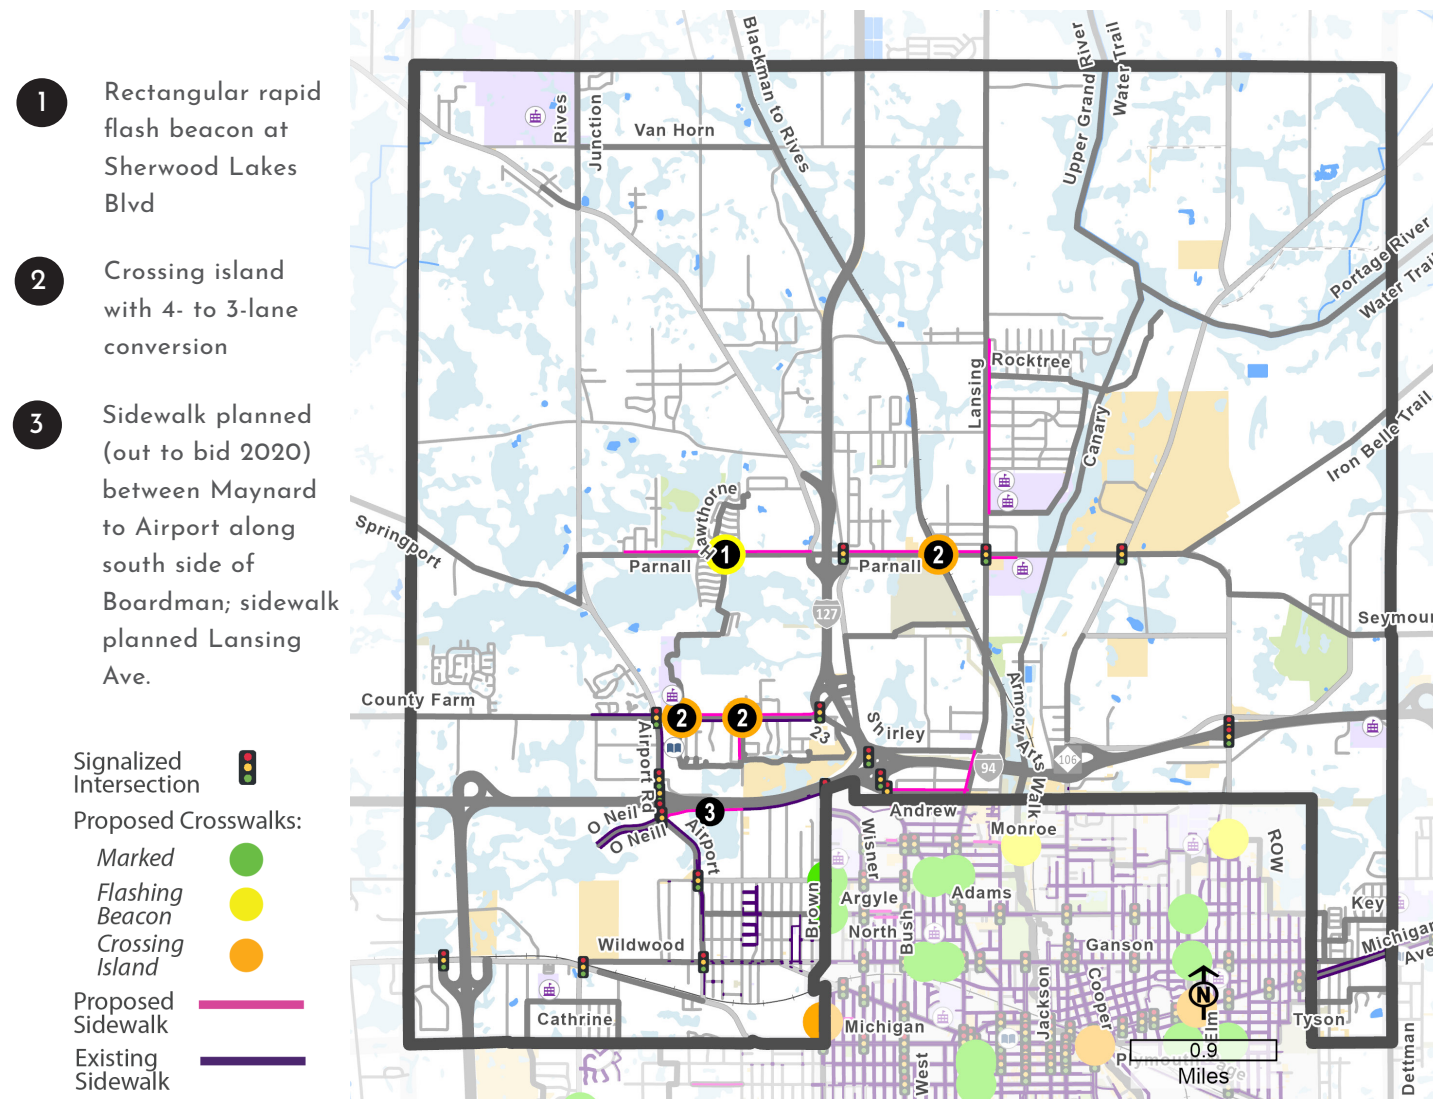 1
Rectangular rapid
flash beacon at
Sherwood Lakes
Blvd
2
Crossing island
with 4- to 3-lane
conversion
3
Sidewalk planned
(out to bid 2020)
between Maynard
to Airport along
south side of
Boardman; sidewalk
planned Lansing
Ave.
Signalized
Intersection
Proposed Crosswalks:
Marked
Flashing
Beacon
Crossing
Island
Proposed
Sidewalk
Existing
Sidewalk
Rives
Junction
Van Horn
Blackman to Rives
Upper Grand River
Water Trail
Portage River
Water Trail
Rocktree
Lansing
Canary
Iron Belle Trail
Hawthorne
Springport
1
2
Parnall
Parnall
127
Seymour
County Farm
2
2
23
Shirley
Airport Rd
Armory Arts Walk
94
106
3
O Neil
O Neill
Airport
Andrew
Monroe
Wisner
ROW
Brown
Argyle
Adams
North
Bush
Key
Wildwood
Ganson
Michigan
Ave
Cathrine
Michigan
Jackson
Cooper
N
Elm
Tyson
0.9
Miles
West
Dettman